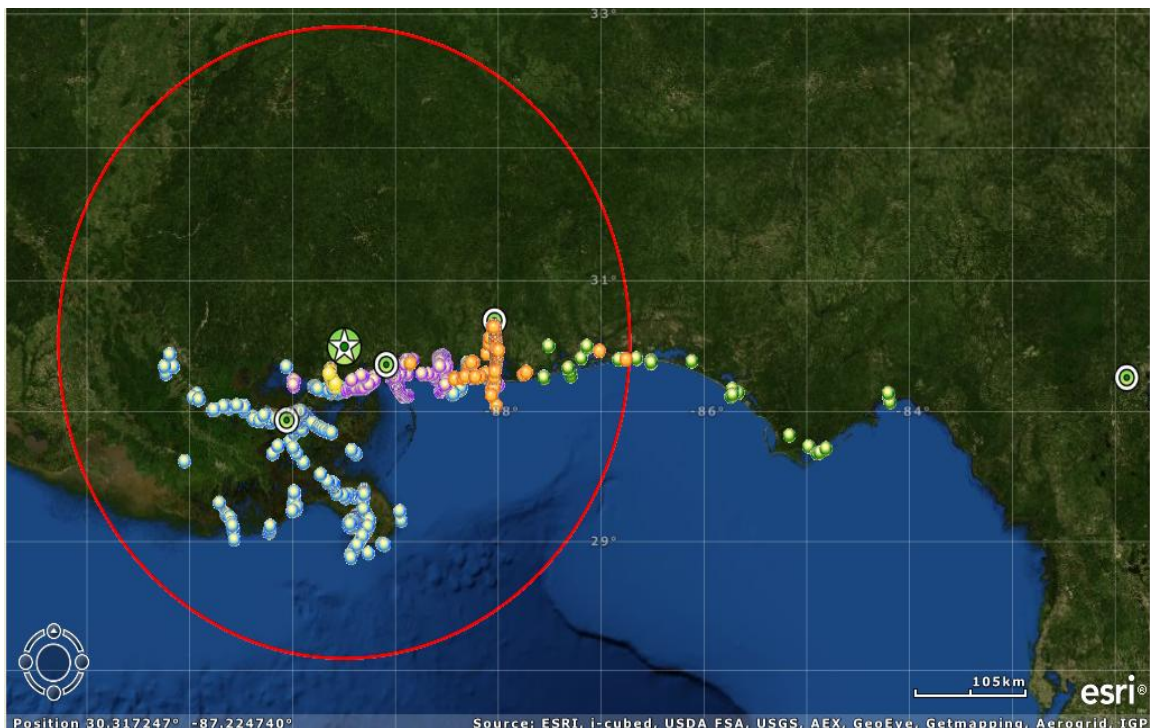 33°
31°
-88°
-86°
-84°
29°
105km
esri®
Position 30.317247° -87.224740°
Source: ESRI, i-cubed, USDA FSA, USGS, AEX, GeoEye, Getmapping, Aerogrid, IGP